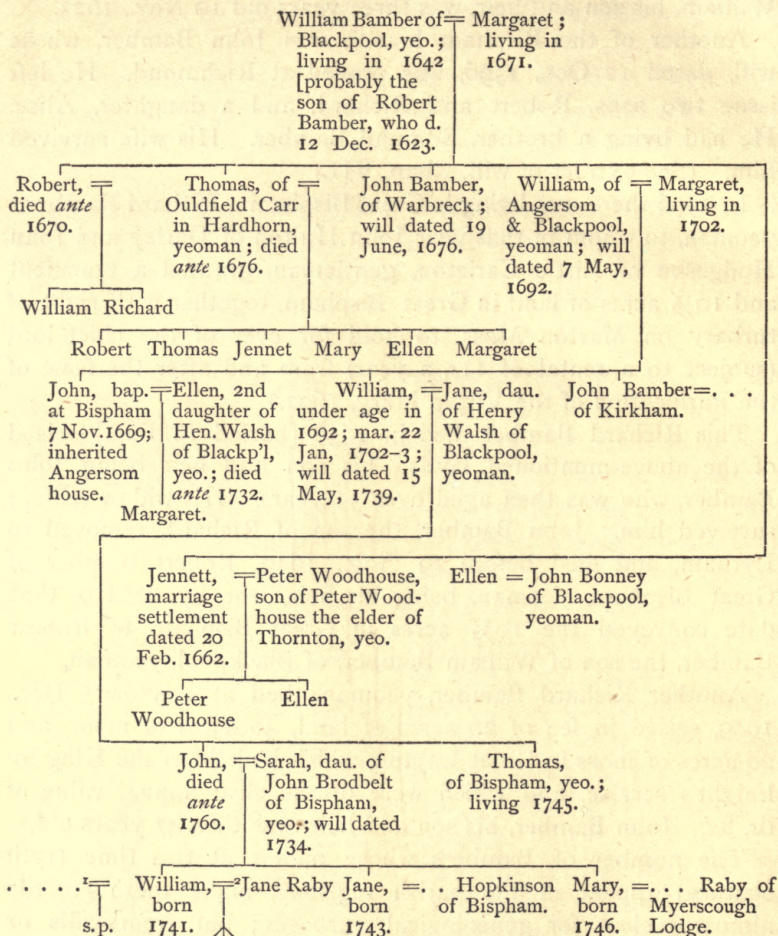 William Bamber of = Margaret ;
Blackpool, yeo. ; living in
living in 1642 1671.
[probably the
son of Robert
Bamber, who d.
12 Dec. 1623.
Robert, =
died ante
1670.
Thomas, of =
Ouldfield Carr
in Hardhorn,
yeoman ; died
ante 1676.
John Bamber,
of Warbreck ;
will dated 19
June, 1676.
William, of =
Angersom
& Blackpool,
yeoman ; will
dated 7 May,
1692.
Margaret,
living in
1702.
William Richard
Robert Thomas Jennet Mary Ellen Margaret
John, bap. =
at Bispham
7 Nov. 1669;
inherited
Angersom
house.
Ellen, 2nd
daughter of
Hen. Walsh
of Blackp'l,
yeo. ; died
ante 1732.
Margaret.
William, =
under age in
1692 ; mar. 22
Jan, 1702-3 ;
will dated 15
May, 1739.
Jane, dau.
of Henry
Walsh of
Blackpool,
yeoman.
John Bamber = . . .
of Kirkham.
Jennett, =
marriage
settlement
dated 20
Feb. 1662.
Peter Woodhouse,
son of Peter Wood-
house the elder of
Thornton, yeo.
Ellen = John Bonney
of Blackpool,
yeoman.
Peter
Woodhouse
Ellen
John, =
died
ante
1760.
Sarah, dau. of
John Brodbelt
of Bispham,
yeo. ; will dated
1734.
Thomas,
of Bispham, yeo. ;
living 1745.
. . . . . ¹=
s.p.
William, =
born
1741.
²Jane Raby
Jane, =. . Hopkinson
born of Bispham.
1743.
Mary, =. . . Raby of
born Myerscough
1746. Lodge.